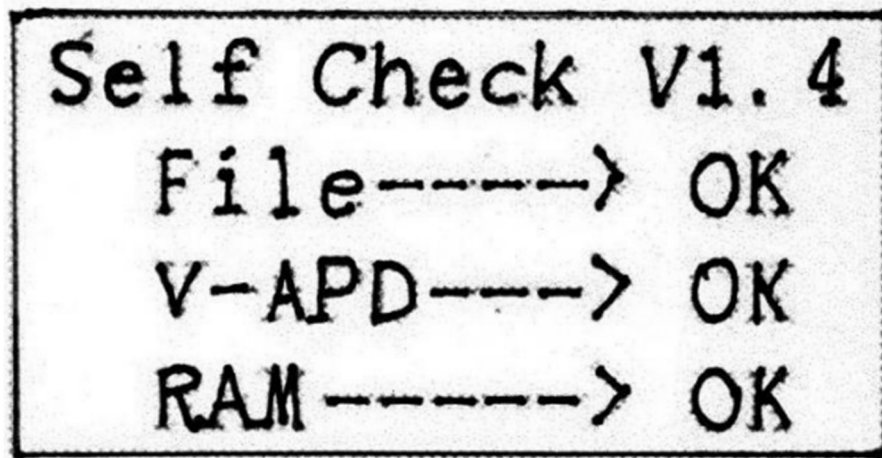 Self Check V1.4
File-----> OK
V-APD----> OK
RAM------> OK